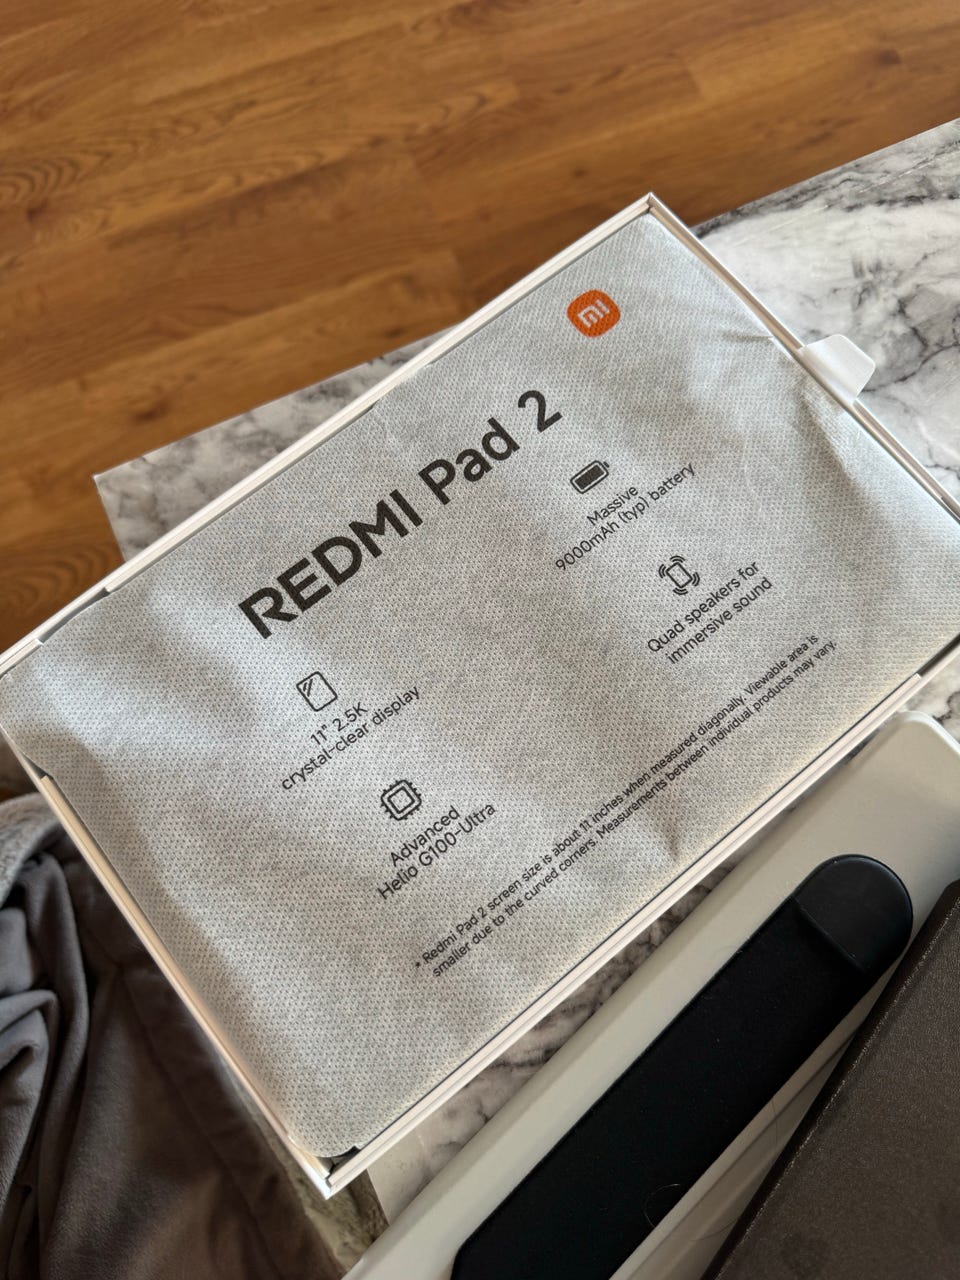 mi
REDMI Pad 2
11" 2.5K
crystal-clear display
Massive
9000mAh (typ) battery
Advanced
Helio G100-Ultra
Quad speakers for
immersive sound
* Redmi Pad 2 screen size is about 11 inches when measured diagonally. Viewable area is
smaller due to the curved corners. Measurements between individual products may vary.